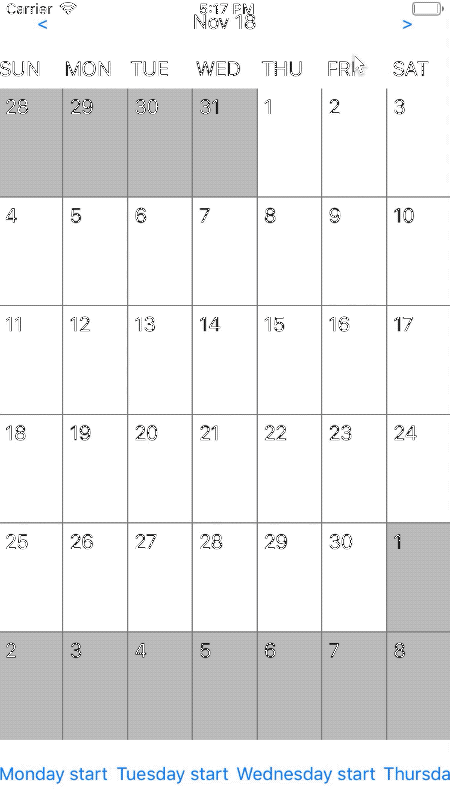 Carrier 5:17 PM
< Nov 18 >
SUN MON TUE WED THU FRI SAT
28 29 30 31 1 2 3
4 5 6 7 8 9 10
11 12 13 14 15 16 17
18 19 20 21 22 23 24
25 26 27 28 29 30 1
2 3 4 5 6 7 8
Monday start Tuesday start Wednesday start Thursda